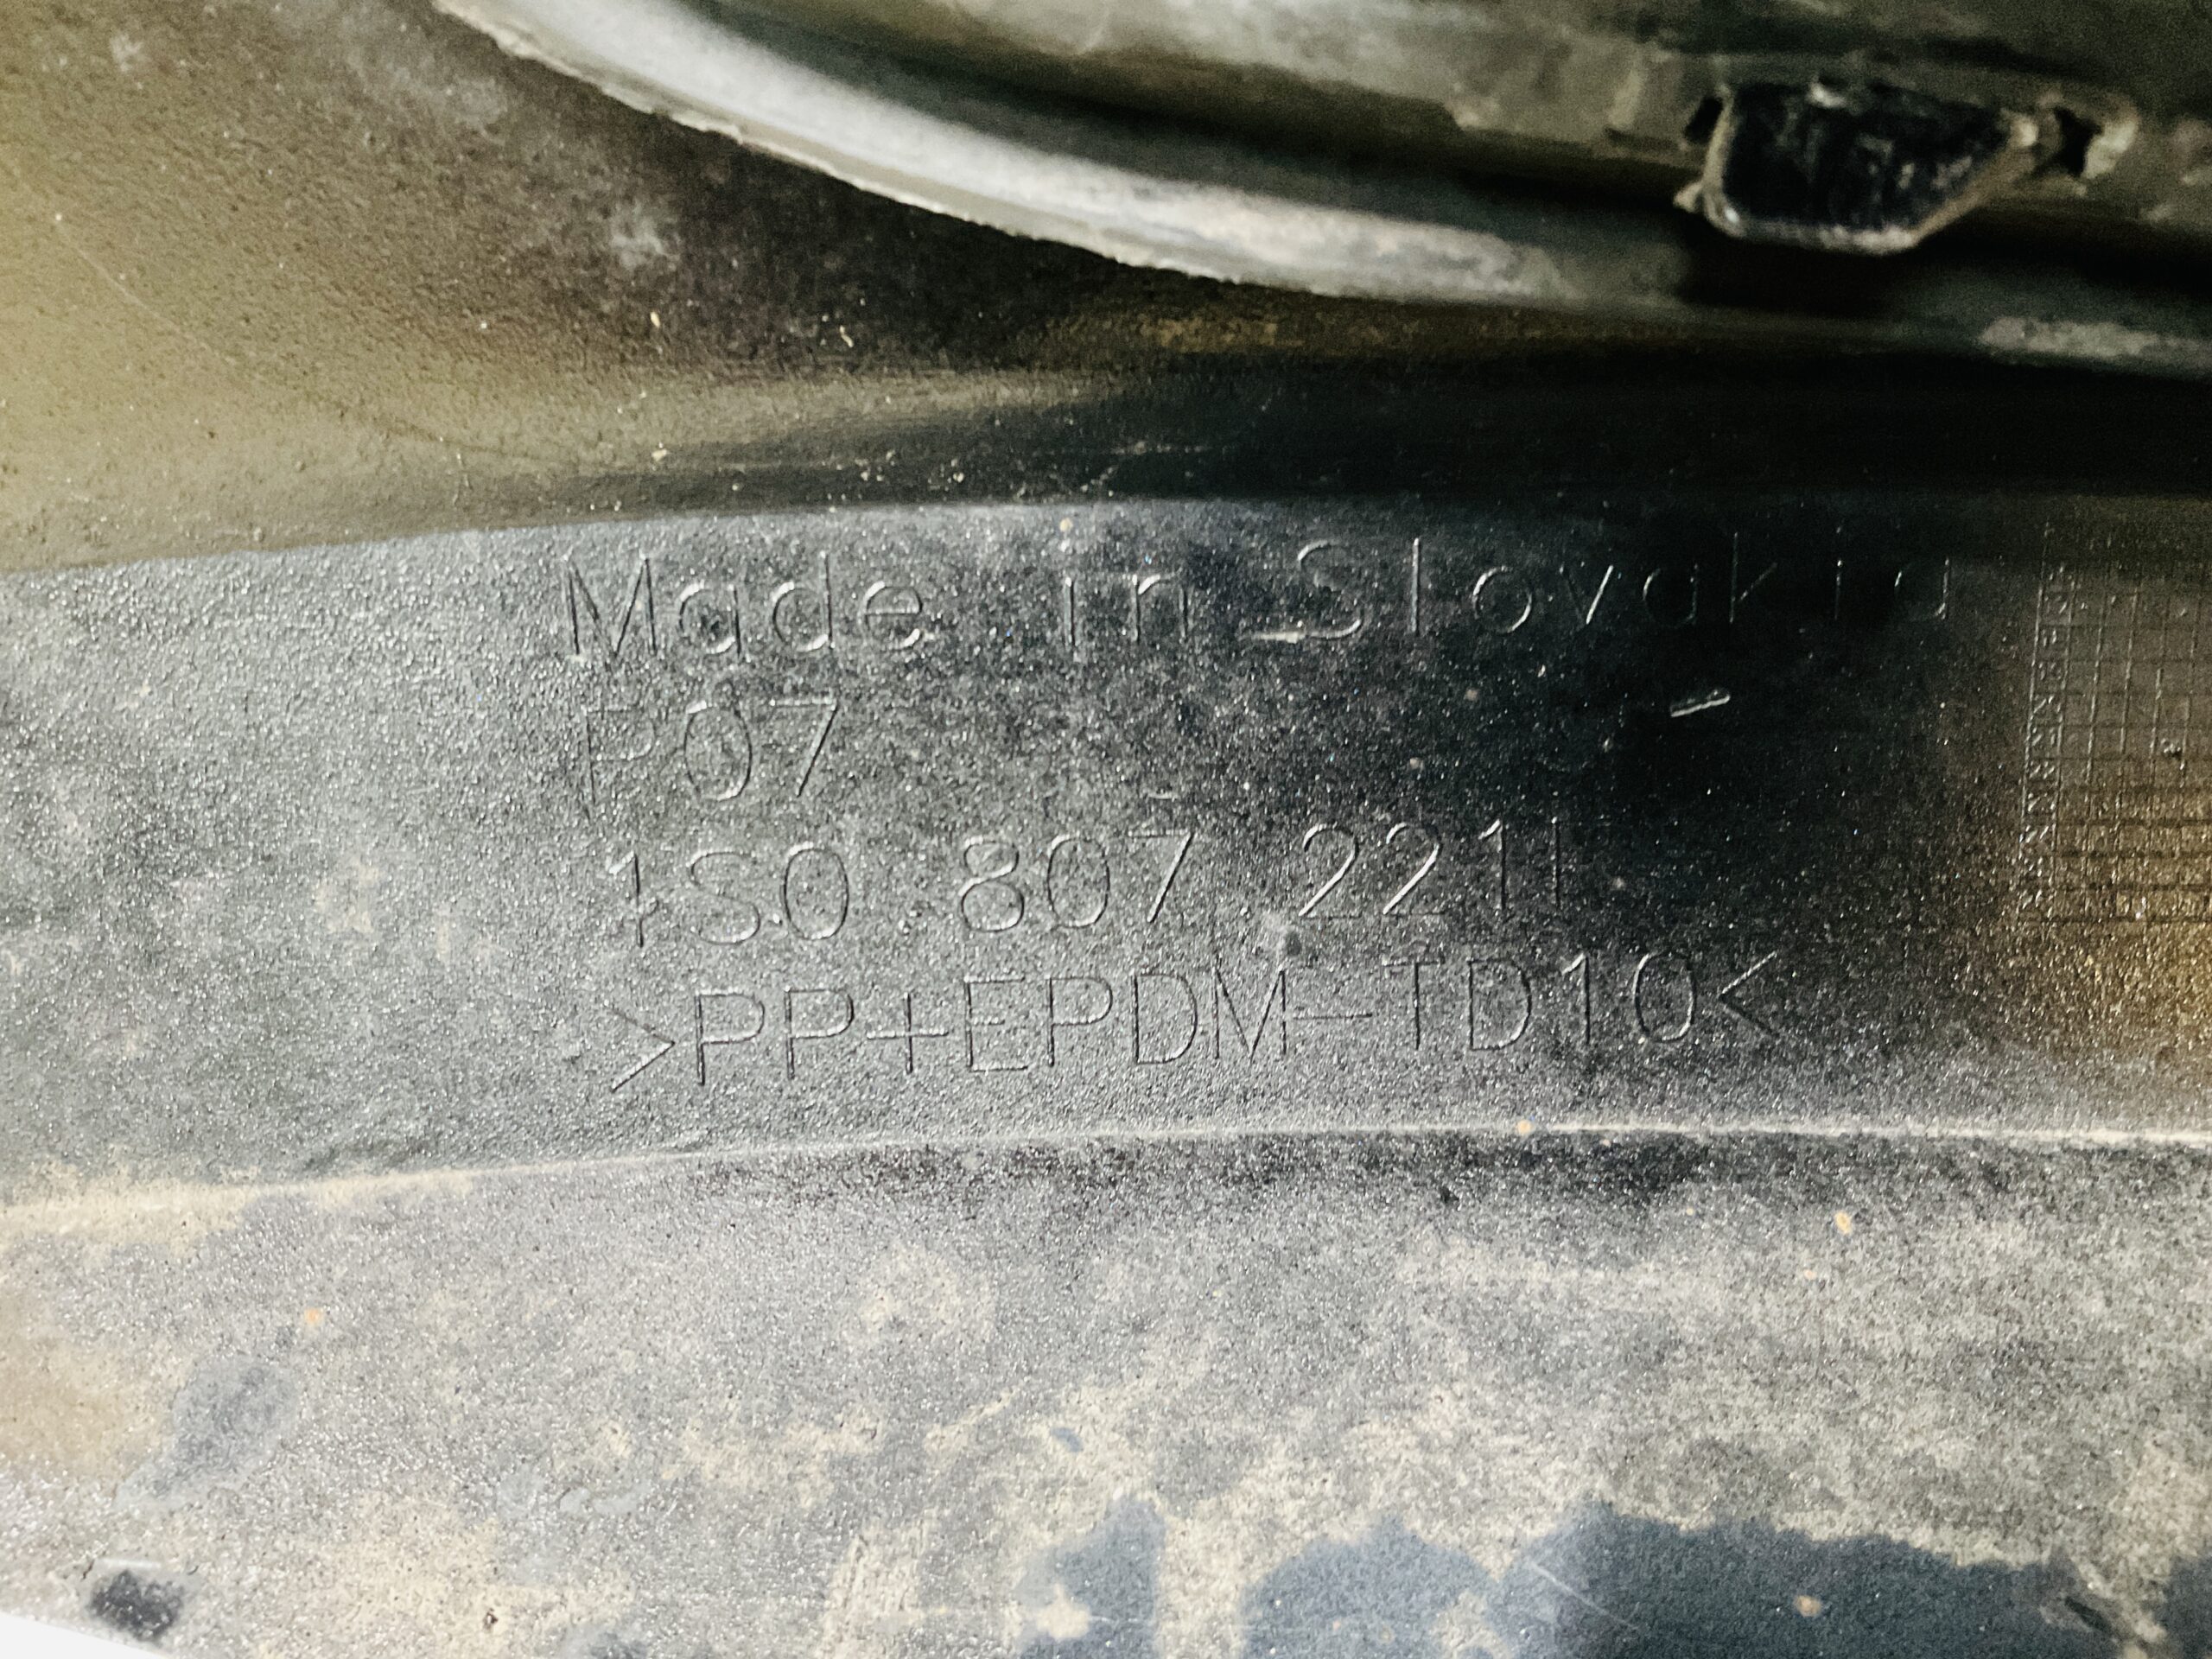 Made in Slovakia
P07
1S0.807.221
>PP+EPDM-TD10<